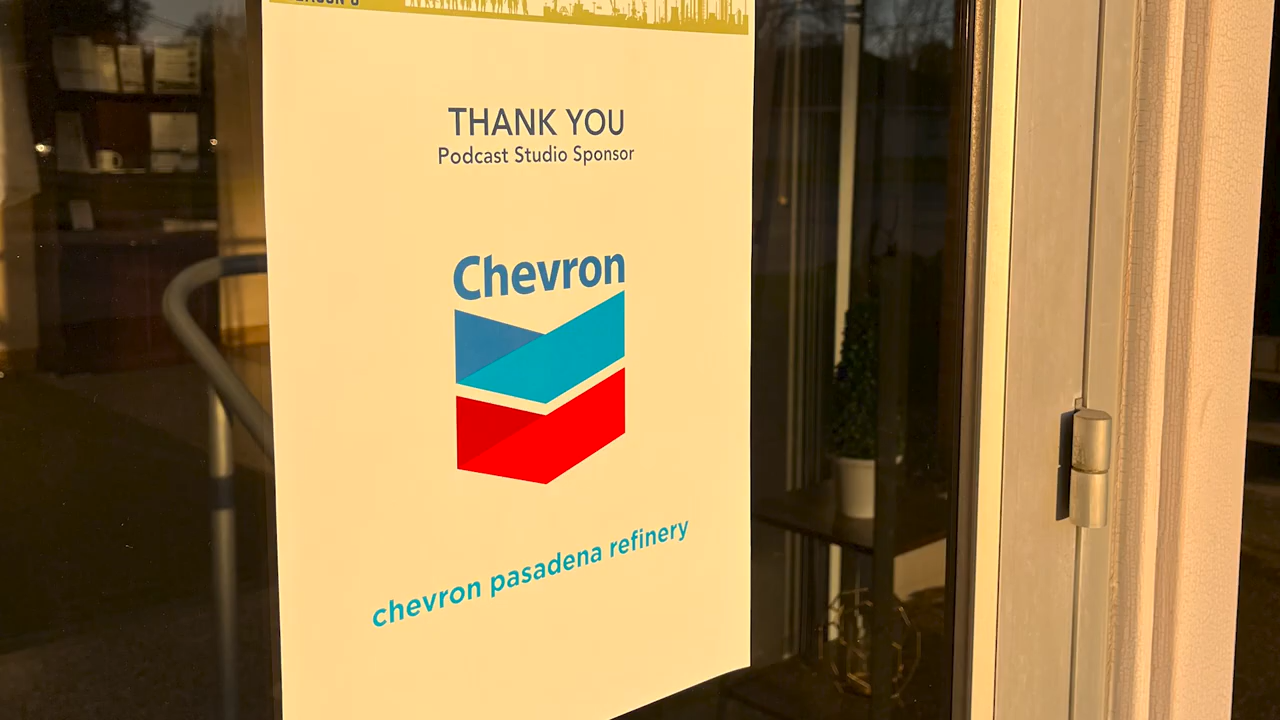 THANK YOU
Podcast Studio Sponsor
Chevron
chevron pasadena refinery